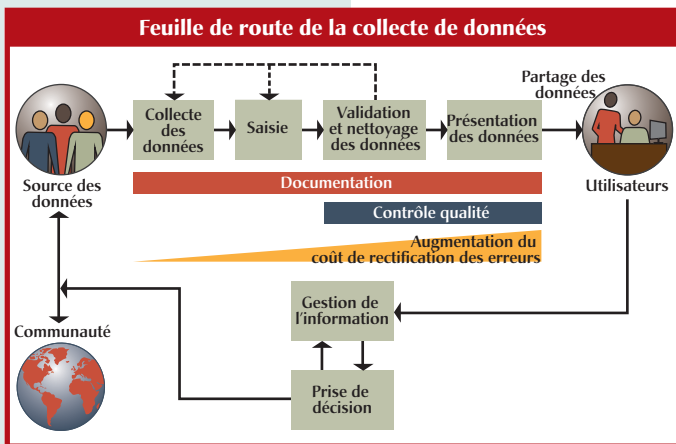 Feuille de route de la collecte de données
Partage des
données
Collecte
des
données
Saisie
Validation
et nettoyage
des données
Présentation
des données
Source des
données
Utilisateurs
Documentation
Contrôle qualité
Augmentation du
coût de rectification des erreurs
Communauté
Gestion de
l'information
Prise de
décision